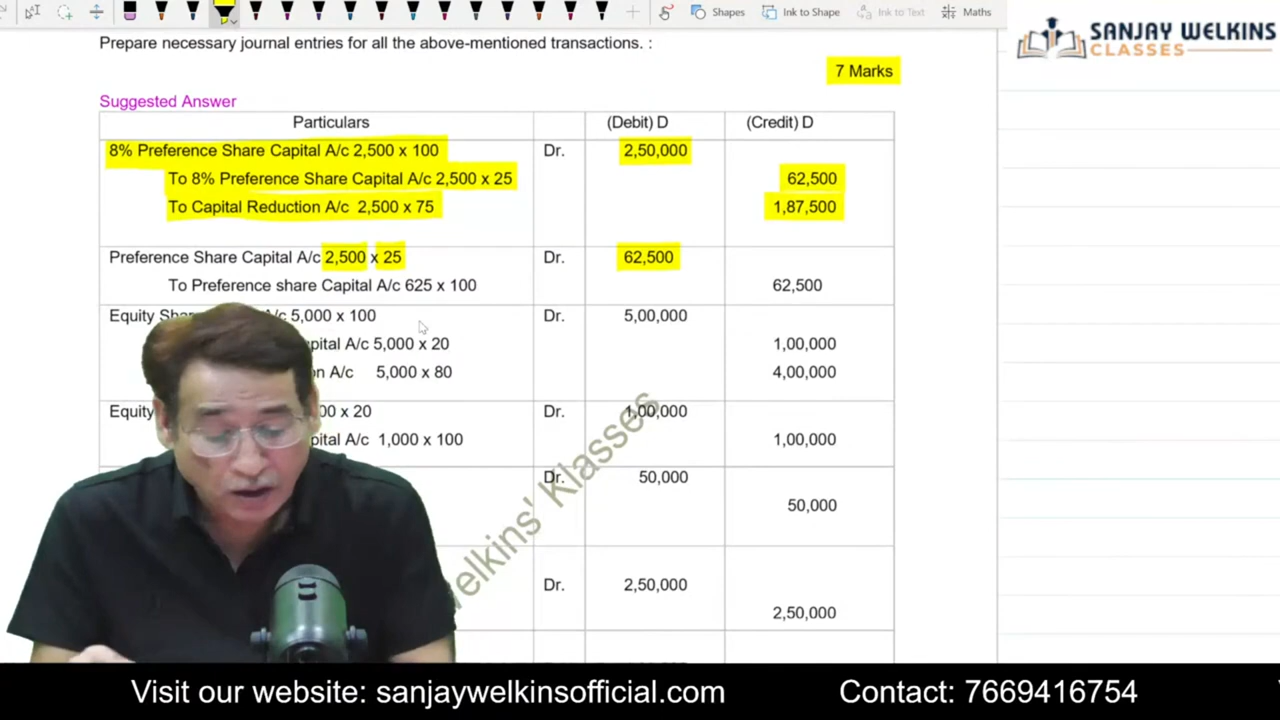 Shapes
Ink to Shape
Ink to Text
Maths
SANJAY WELKINS
CLASSES
Prepare necessary journal entries for all the above-mentioned transactions. :
7 Marks
Suggested Answer
Particulars (Debit) D (Credit) D
8% Preference Share Capital A/c 2,500 x 100 Dr. 2,50,000
To 8% Preference Share Capital A/c 2,500 x 25 62,500
To Capital Reduction A/c 2,500 x 75 1,87,500
Preference Share Capital A/c 2,500 x 25 Dr. 62,500
To Preference share Capital A/c 625 x 100 62,500
Equity A/c 5,000 x 100 Dr. 5,00,000
A/c 5,000 x 20 1,00,000
A/c 5,000 x 80 4,00,000
Equity x 20 Dr. 1,00,000
A/c 1,000 x 100 1,00,000
Dr. 50,000
50,000
Dr. 2,50,000
2,50,000
Welkins' Klasses
Visit our website: sanjaywelkinsofficial.com Contact: 7669416754